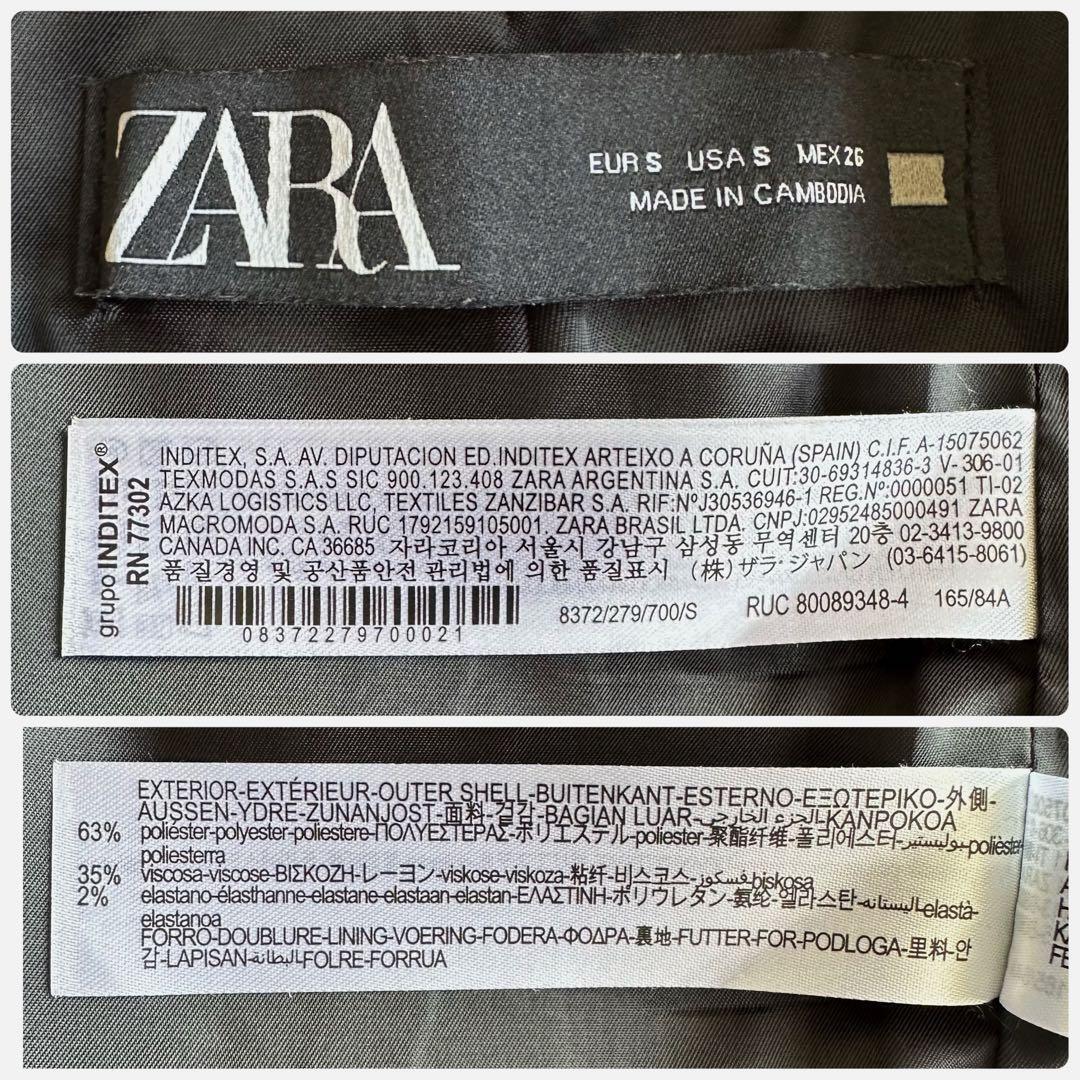 ZARA
EUR S USA S MEX 26
MADE IN CAMBODIA
grupo INDITEX®
RN 77302
INDITEX, S.A. AV. DIPUTACION ED.INDITEX ARTEIXO A CORUÑA (SPAIN) C.I.F. A-15075062
TEXMODAS S.A.S SIC 900.123.408 ZARA ARGENTINA S.A. CUIT:30-69314836-3 V-306-01
AZKA LOGISTICS LLC, TEXTILES ZANZIBAR S.A. RIF:NºJ30536946-1 REG.Nº:0000051 TI-02
MACROMODA S.A. RUC 1792159105001, ZARA BRASIL LTDA. CNPJ:02952485000491 ZARA
CANADA INC. CA 36685 자라코리아 서울시 강남구 삼성동 무역센터 20층 02-3413-9800
품질경영 및 공산품안전 관리법에 의한 품질표시 (株)ザラ·ジャパン (03-6415-8061)
08372279700021
8372/279/700/S RUC 80089348-4 165/84A
EXTERIOR-EXTÉRIEUR-OUTER SHELL-BUITENKANT-ESTERNO-ΕΞΩΤΕΡΙΚΟ-外側-
AUSSEN-YDRE-ZUNANJOST-面料-겉감-BAGIAN LUAR-الجزء الخارجي-KANPOKOA
63% poliéster-polyester-poliestere-ΠΟΛΥΕΣΤΕΡΑΣ-ポリエステル-poliester-聚酯纤维-폴리에스터-بوليستير-polièster-
poliesterra
35% viscosa-viscose-ΒΙΣΚΟΖΗ-レーヨン-viskose-viskoza-粘纤-비스코스-فسكوز-biskosa
2% elastano-élasthanne-elastane-elastaan-elastan-ΕΛΑΣΤΙΝΗ-ポリウレタン-氨纶-엘라스탄-اليستانه-elastà-
elastanoa
FORRO-DOUBLURE-LINING-VOERING-FODERA-ΦΟΔΡΑ-裏地-FUTTER-FOR-PODLOGA-里料-안
감-LAPISAN-البطانة-FOLRE-FORRUA